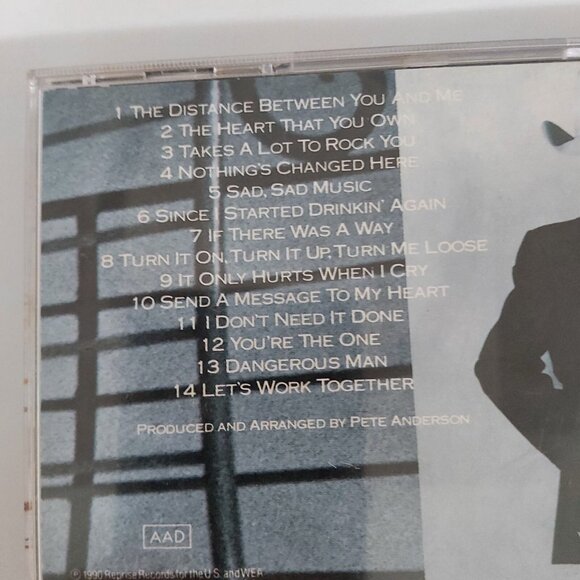 1 The Distance Between You And Me
2 The Heart That You Own
3 Takes A Lot To Rock You
4 Nothing's Changed Here
5 Sad, Sad Music
6 Since I Started Drinkin' Again
7 If There Was A Way
8 Turn It On, Turn It Up, Turn Me Loose
9 It Only Hurts When I Cry
10 Send A Message To My Heart
11 I Don't Need It Done
12 You're The One
13 Dangerous Man
14 Let's Work Together
Produced and Arranged by Pete Anderson
AAD
℗ 1990 Reprise Records for the U.S. and WEA